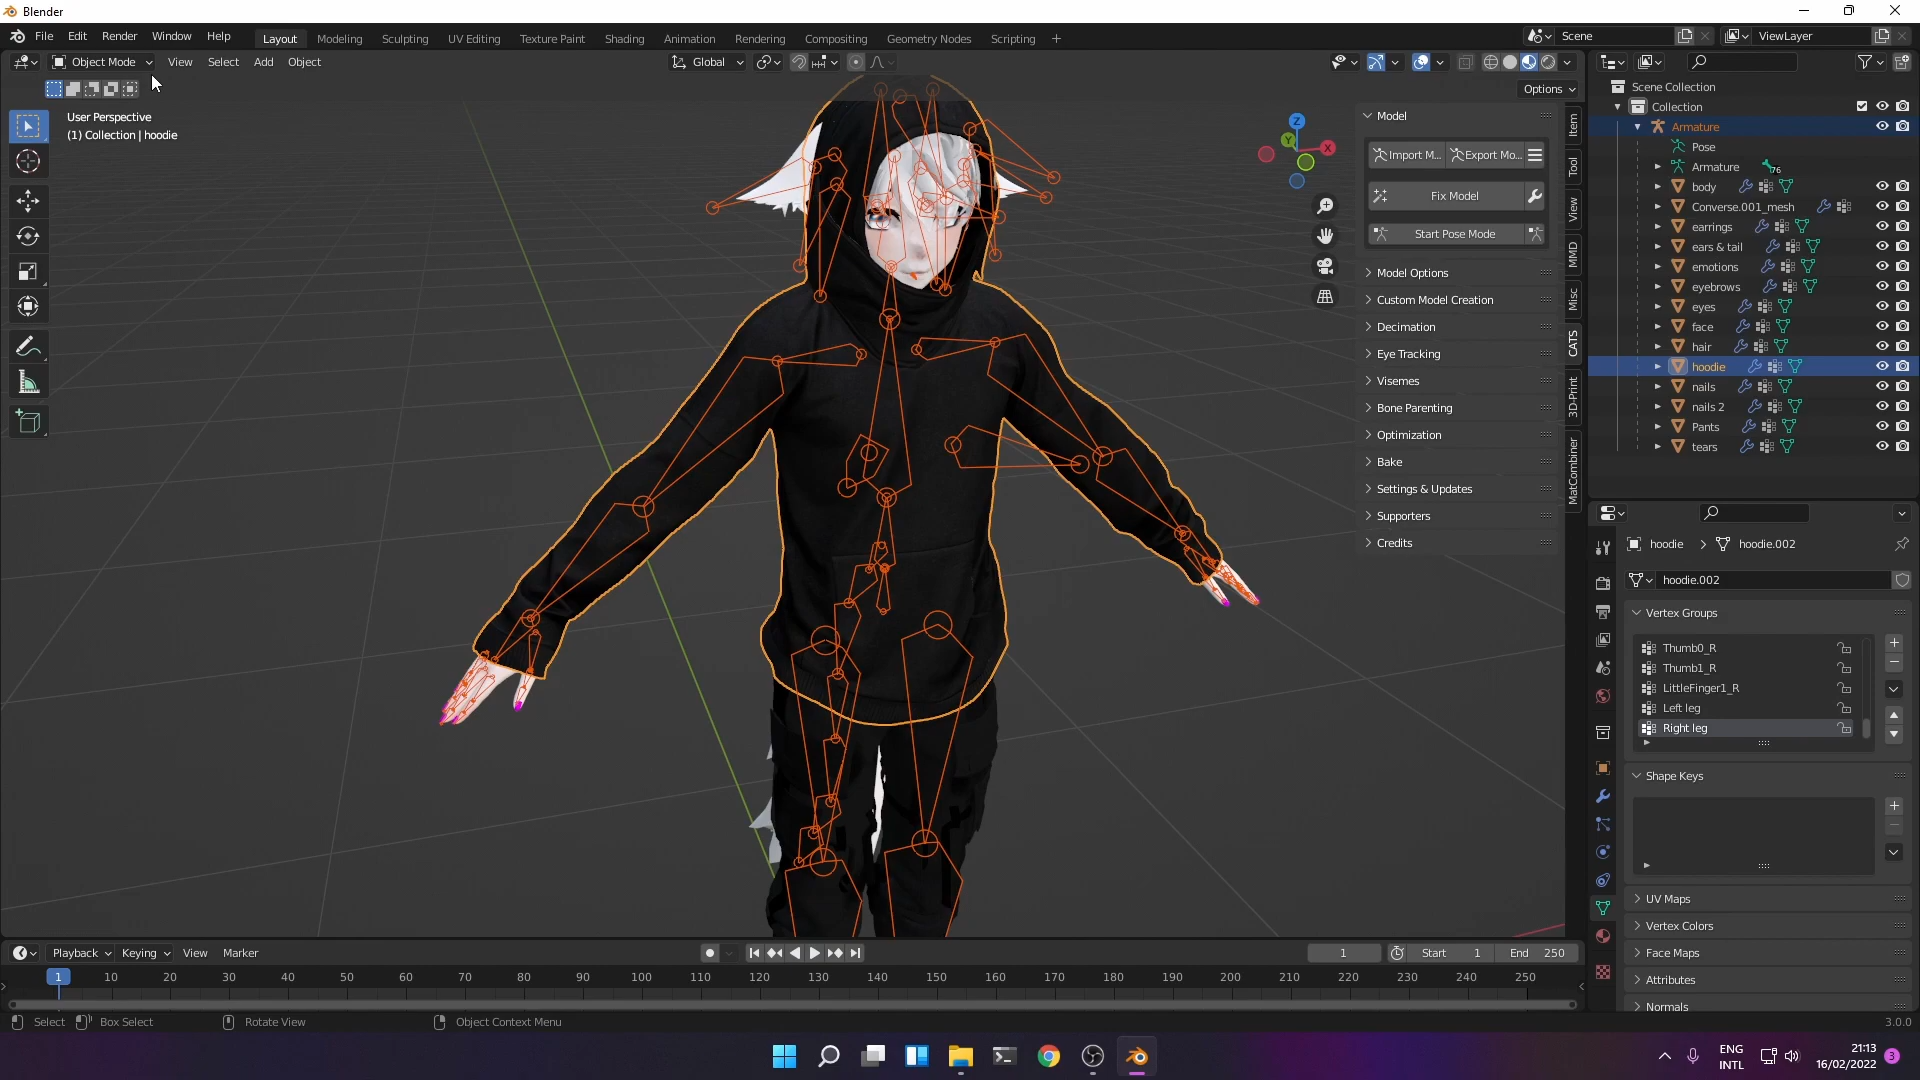 Blender
File Edit Render Window Help
Layout Modeling Sculpting UV Editing Texture Paint Shading Animation Rendering Compositing Geometry Nodes Scripting +
Scene ViewLayer
Object Mode View Select Add Object
Global
Options
User Perspective
(1) Collection | hoodie
Z
Y
X
Model
Import M... Export Mo...
Fix Model
Start Pose Mode
Model Options
Custom Model Creation
Decimation
Eye Tracking
Visemes
Bone Parenting
Optimization
Bake
Settings & Updates
Supporters
Credits
Item
Tool
View
MMD
Misc
CATS
3D-Print
MatCombiner
Scene Collection
Collection
Armature
Pose
Armature 76
body
Converse.001_mesh
earrings
ears & tail
emotions
eyebrows
eyes
face
hair
hoodie
nails
nails 2
Pants
tears
hoodie > hoodie.002
hoodie.002
Vertex Groups
Thumb0_R
Thumb1_R
LittleFinger1_R
Left leg
Right leg
Shape Keys
UV Maps
Vertex Colors
Face Maps
Attributes
Normals
Playback Keying View Marker
1 Start 1 End 250
1 10 20 30 40 50 60 70 80 90 100 110 120 130 140 150 160 170 180 190 200 210 220 230 240 250
Select Box Select Rotate View Object Context Menu
3.0.0
ENG
INTL
21:13
16/02/2022
3